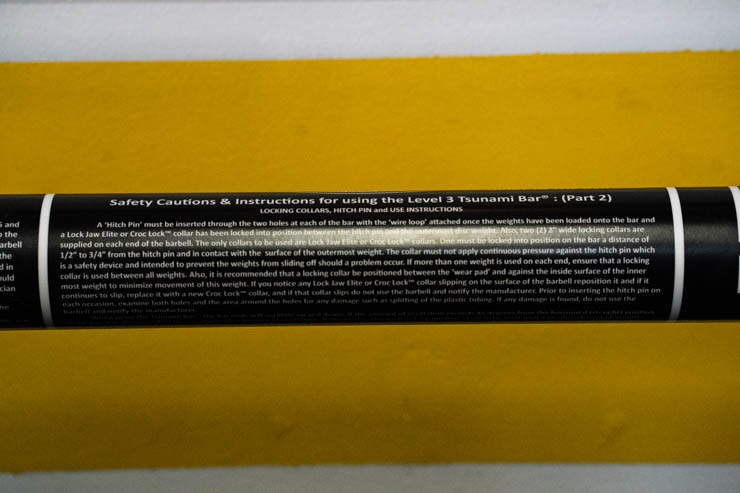 Safety Cautions & Instructions for using the Level 3 Tsunami Bar® : (Part 2)
LOCKING COLLARS, HITCH PIN and USE INSTRUCTIONS
A 'Hitch Pin' must be inserted through the two holes at each of the bar with the 'wire loop' attached once the weights have been loaded onto the bar and
a Lock Jaw Elite or Croc Lock™ collar has been locked into position between the hitch pin and the outermost disc weight. Also, two (2) 2" wide locking collars are
supplied on each end of the barbell. The only collars to be used are Lock Jaw Elite or Croc Lock™ collars. One must be locked into position on the bar a distance of
1/2" to 3/4" from the hitch pin and in contact with the surface of the outermost weight. The collar must not apply continuous pressure against the hitch pin which
is a safety device and intended to prevent the weights from sliding off should a problem occur. If more than one weight is used on each end, ensure that a locking
collar is used between all weights. Also, it is recommended that a locking collar be positioned between the 'wear pad' and against the inside surface of the inner
most weight to minimize movement of this weight. If you notice any Lock Jaw Elite or Croc Lock™ collar slipping on the surface of the barbell reposition it and if it
continues to slip, replace it with a new Croc Lock™ collar, and if that collar slips do not use the barbell and notify the manufacturer. Prior to inserting the hitch pin on
each occasion, examine both holes and the area around the holes for any damage such as splitting of the plastic tubing. If any damage is found, do not use the
barbell and notify the manufacturer.
and
the
arbell
the
d in
ould
cian